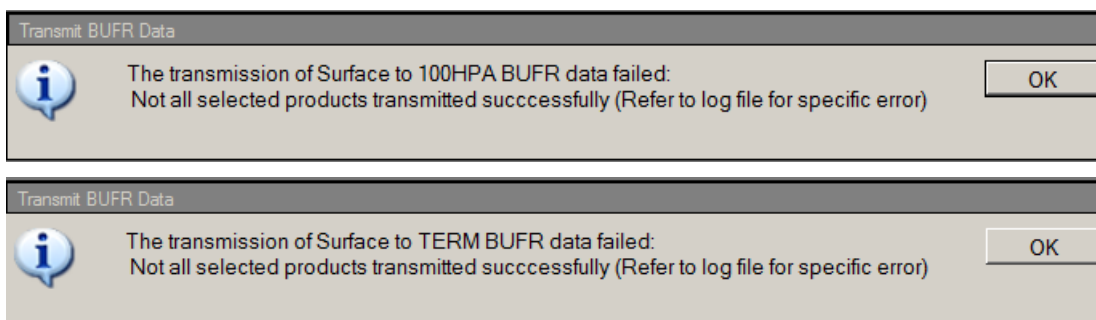 Transmit BUFR Data
The transmission of Surface to 100HPA BUFR data failed:
Not all selected products transmitted succcessfully (Refer to log file for specific error)
OK
Transmit BUFR Data
The transmission of Surface to TERM BUFR data failed:
Not all selected products transmitted succcessfully (Refer to log file for specific error)
OK